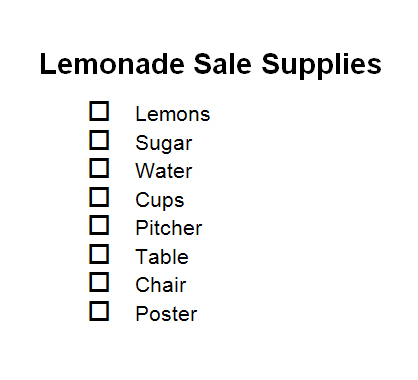 Lemonade Sale Supplies
Lemons
Sugar
Water
Cups
Pitcher
Table
Chair
Poster